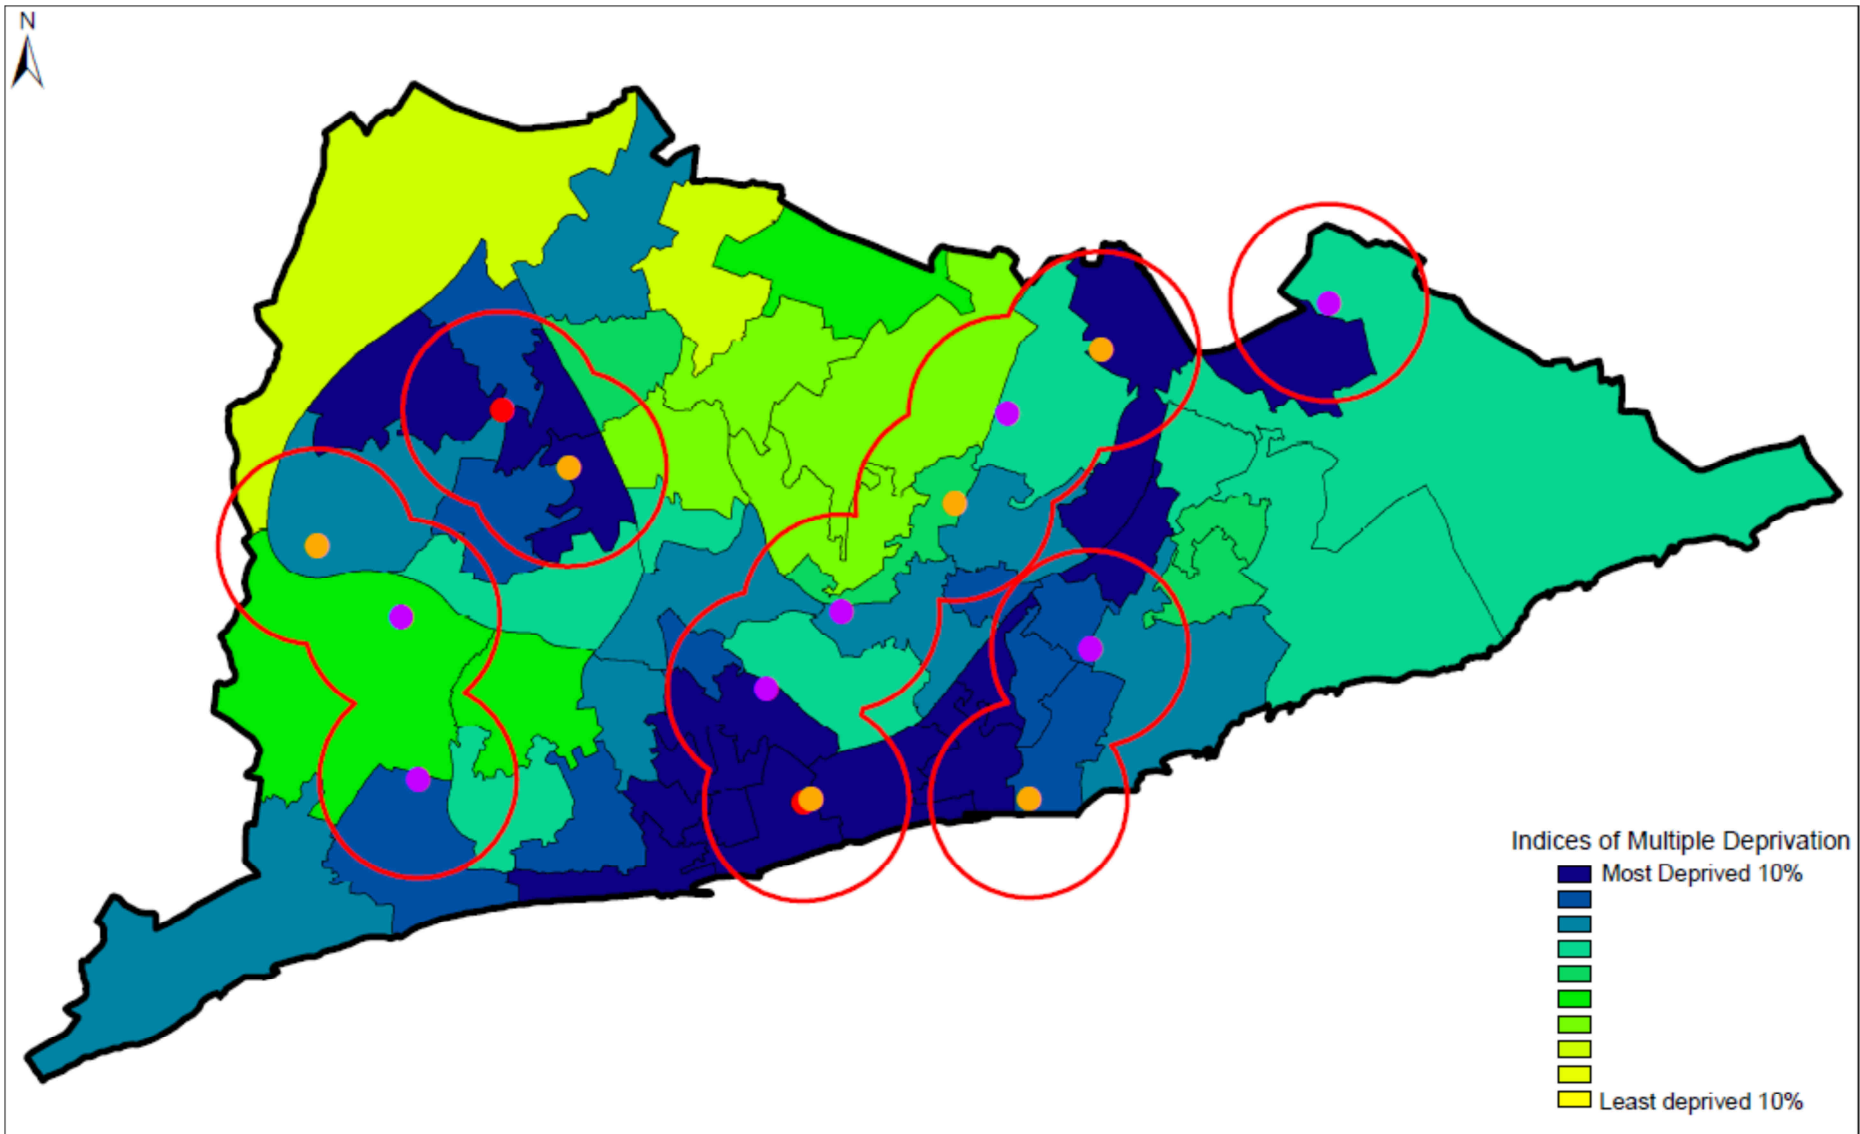 N
Indices of Multiple Deprivation
Most Deprived 10%
Least deprived 10%